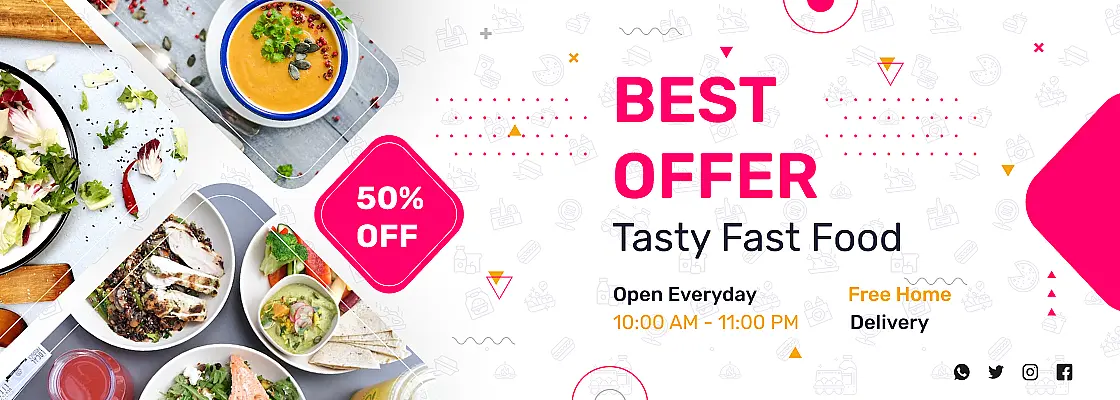 50%
OFF
BEST
OFFER
Tasty Fast Food
Open Everyday
10:00 AM - 11:00 PM
Free Home
Delivery